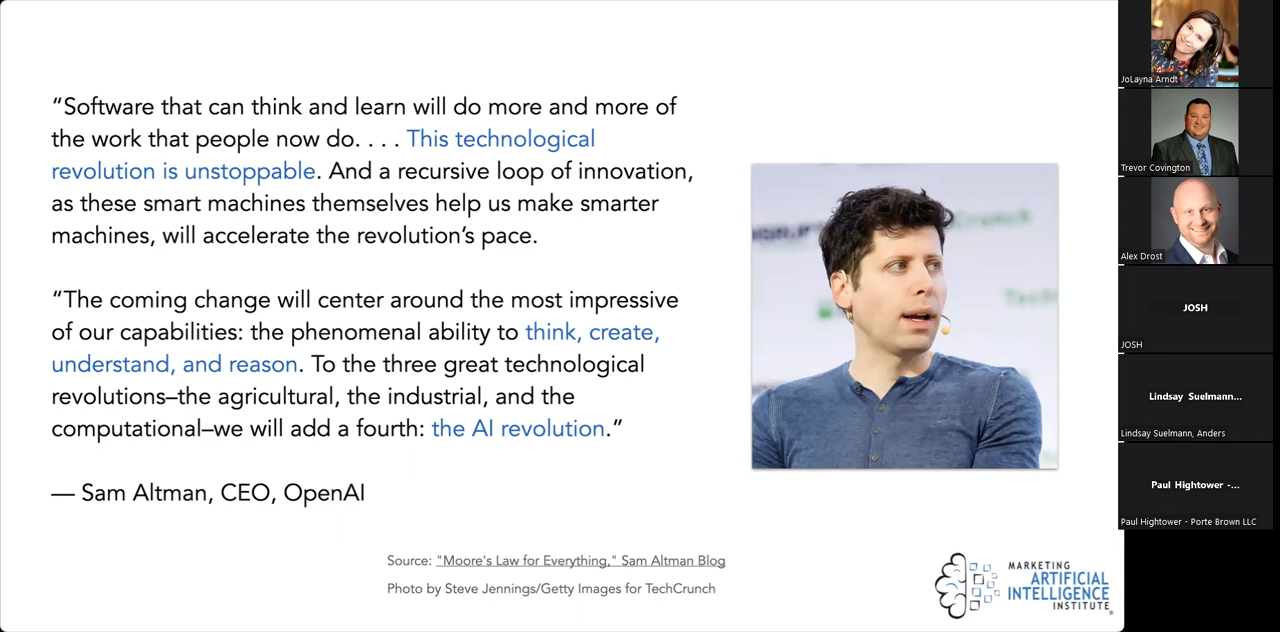 “Software that can think and learn will do more and more of
the work that people now do. . . . This technological
revolution is unstoppable. And a recursive loop of innovation,
as these smart machines themselves help us make smarter
machines, will accelerate the revolution’s pace.
“The coming change will center around the most impressive
of our capabilities: the phenomenal ability to think, create,
understand, and reason. To the three great technological
revolutions–the agricultural, the industrial, and the
computational–we will add a fourth: the AI revolution.”
— Sam Altman, CEO, OpenAI
Source: "Moore's Law for Everything," Sam Altman Blog
Photo by Steve Jennings/Getty Images for TechCrunch
MARKETING
ARTIFICIAL
INTELLIGENCE
INSTITUTE
JoLayna Arndt
Trevor Covington
Alex Drost
JOSH
JOSH
Lindsay Suelmann...
Lindsay Suelmann, Anders
Paul Hightower -...
Paul Hightower - Porte Brown LLC